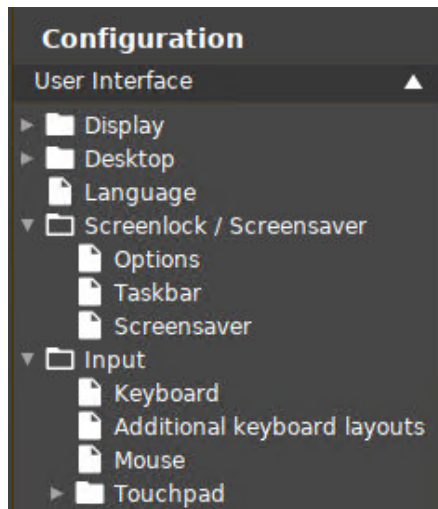 Configuration
User Interface
Display
Desktop
Language
Screenlock / Screensaver
Options
Taskbar
Screensaver
Input
Keyboard
Additional keyboard layouts
Mouse
Touchpad